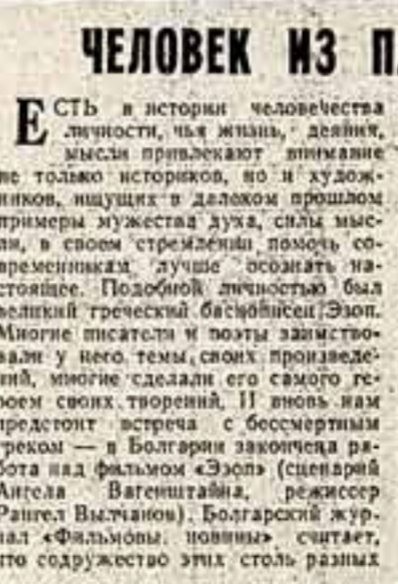 ЧЕЛОВЕК ИЗ П
ЕСТЬ в истории человечества
личности, чья жизнь, деяния,
мысли привлекают внимание
не только историков, но и худож-
ников, ищущих в далеком прошлом
примеры мужества духа, силы мыс-
ли, в своем стремлении помочь со-
временникам лучше осознать на-
стоящее. Подобной личностью был
великий греческий баснописец Эзоп.
Многие писатели и поэты заимство-
вали у него темы своих произведе-
ний, многие сделали его самого ге-
роем своих творений. И вновь нам
предстоит встреча с бессмертным
греком — в Болгарии закончена ра-
бота над фильмом «Эзоп» (сценарий
Ангела Вагенштайна, режиссер
Рангел Вылчанов). Болгарский жур-
нал «Фильмовы новины» считает,
что содружество этих столь разных